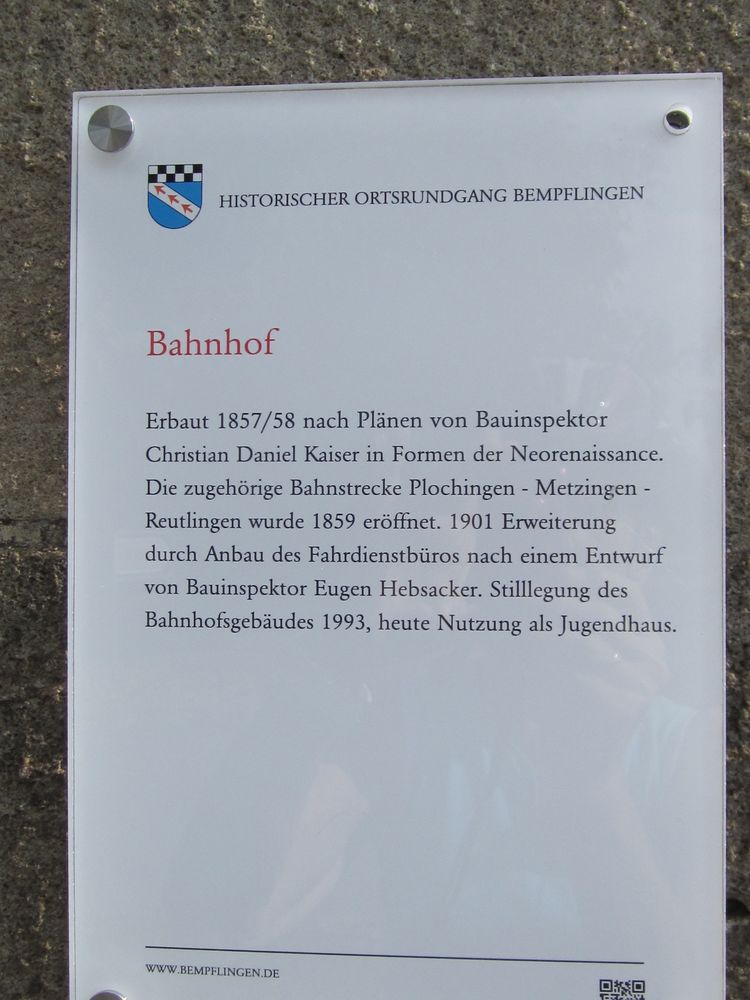 HISTORISCHER ORTSRUNDGANG BEMPFLINGEN
Bahnhof
Erbaut 1857/58 nach Plänen von Bauinspektor
Christian Daniel Kaiser in Formen der Neorenaissance.
Die zugehörige Bahnstrecke Plochingen - Metzingen -
Reutlingen wurde 1859 eröffnet. 1901 Erweiterung
durch Anbau des Fahrdienstbüros nach einem Entwurf
von Bauinspektor Eugen Hebsacker. Stilllegung des
Bahnhofsgebäudes 1993, heute Nutzung als Jugendhaus.
WWW.BEMPFLINGEN.DE